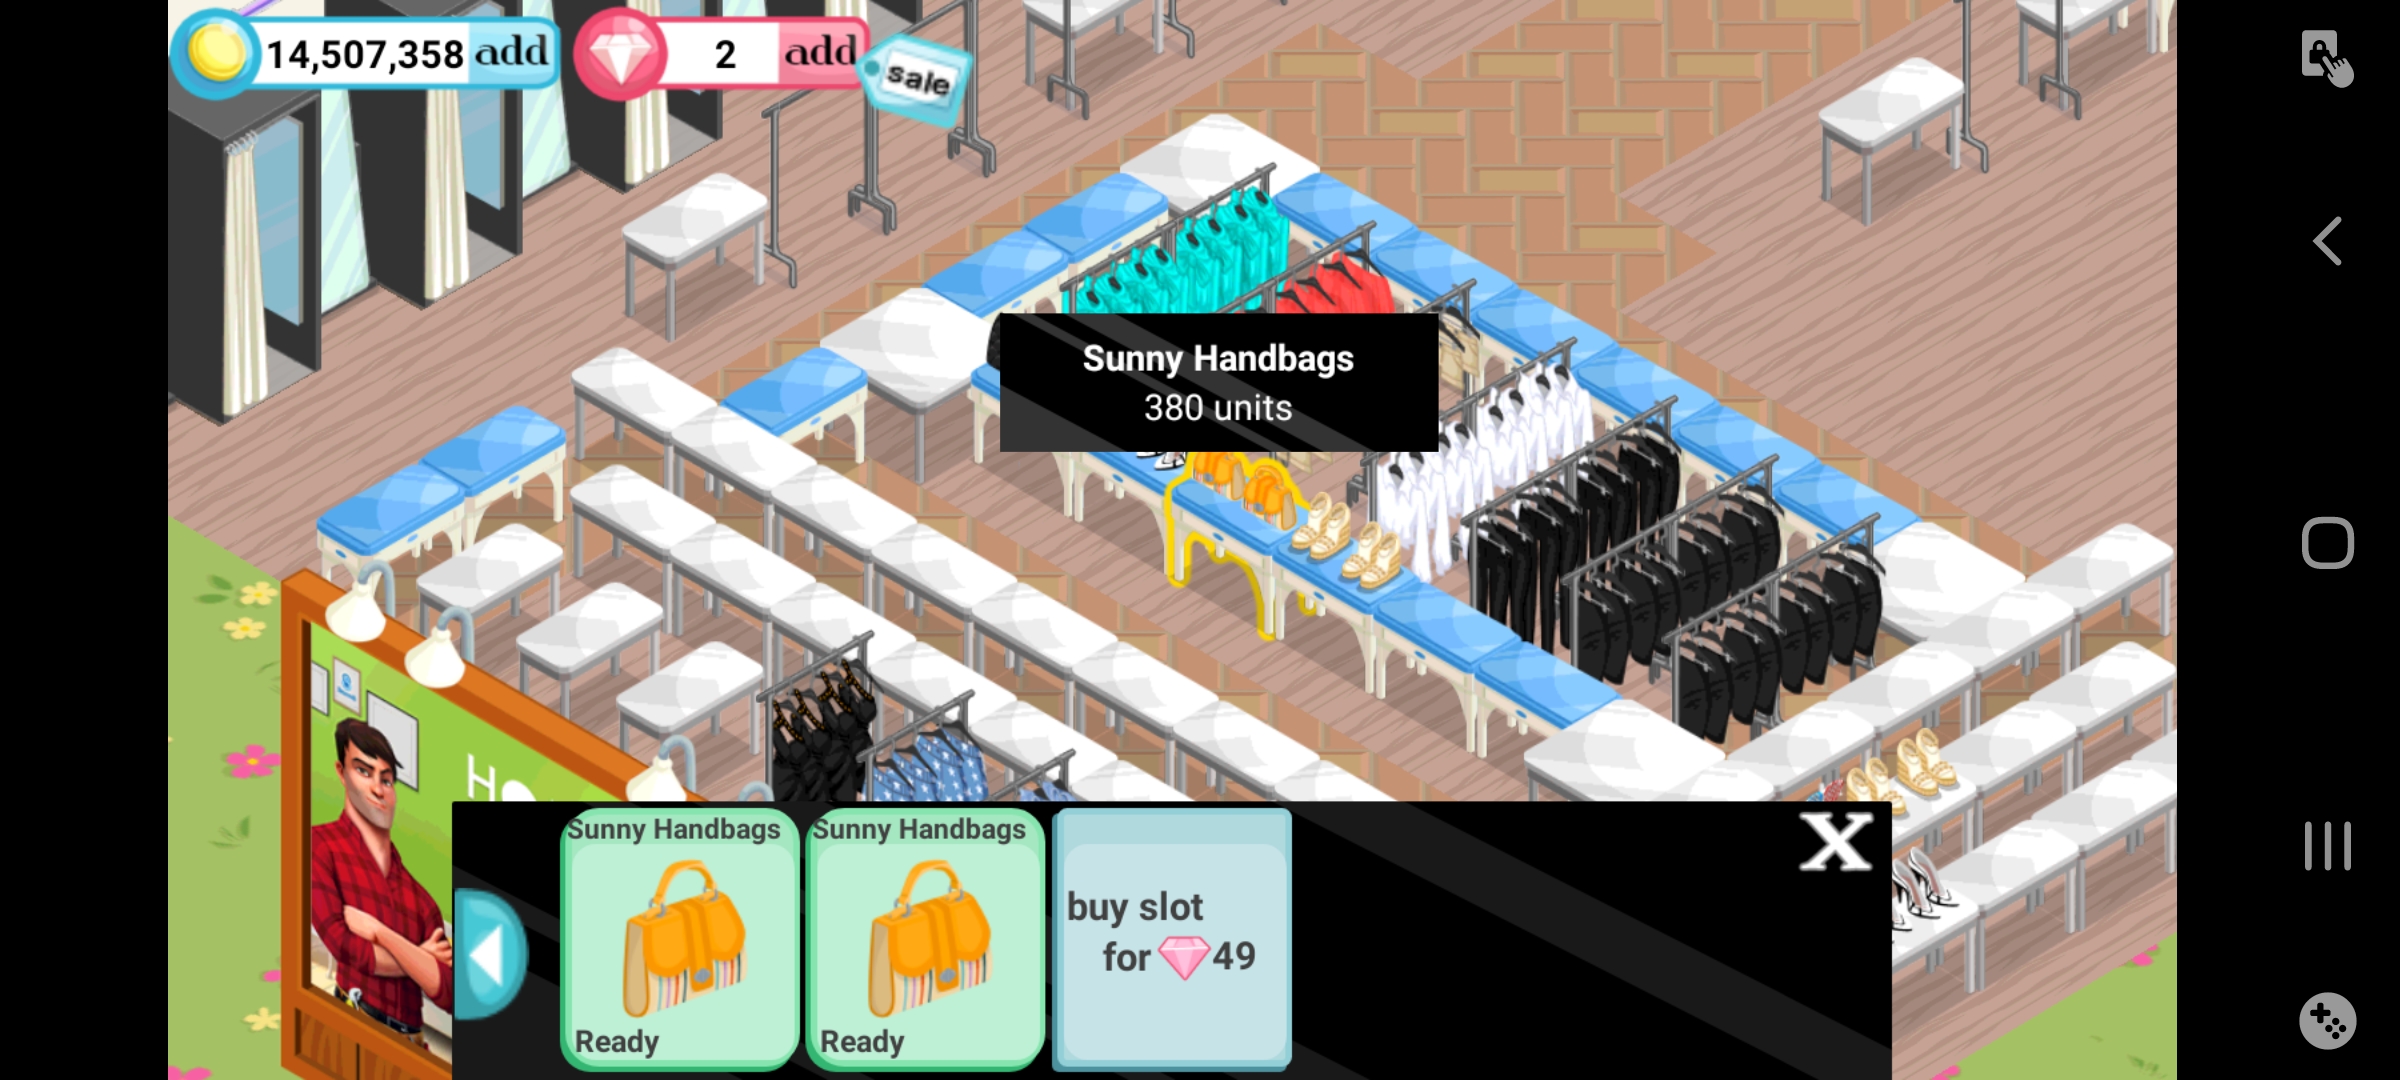 14,507,358 add
2 add
sale
Sunny Handbags
380 units
Sunny Handbags
Ready
Sunny Handbags
Ready
buy slot
for 49
X